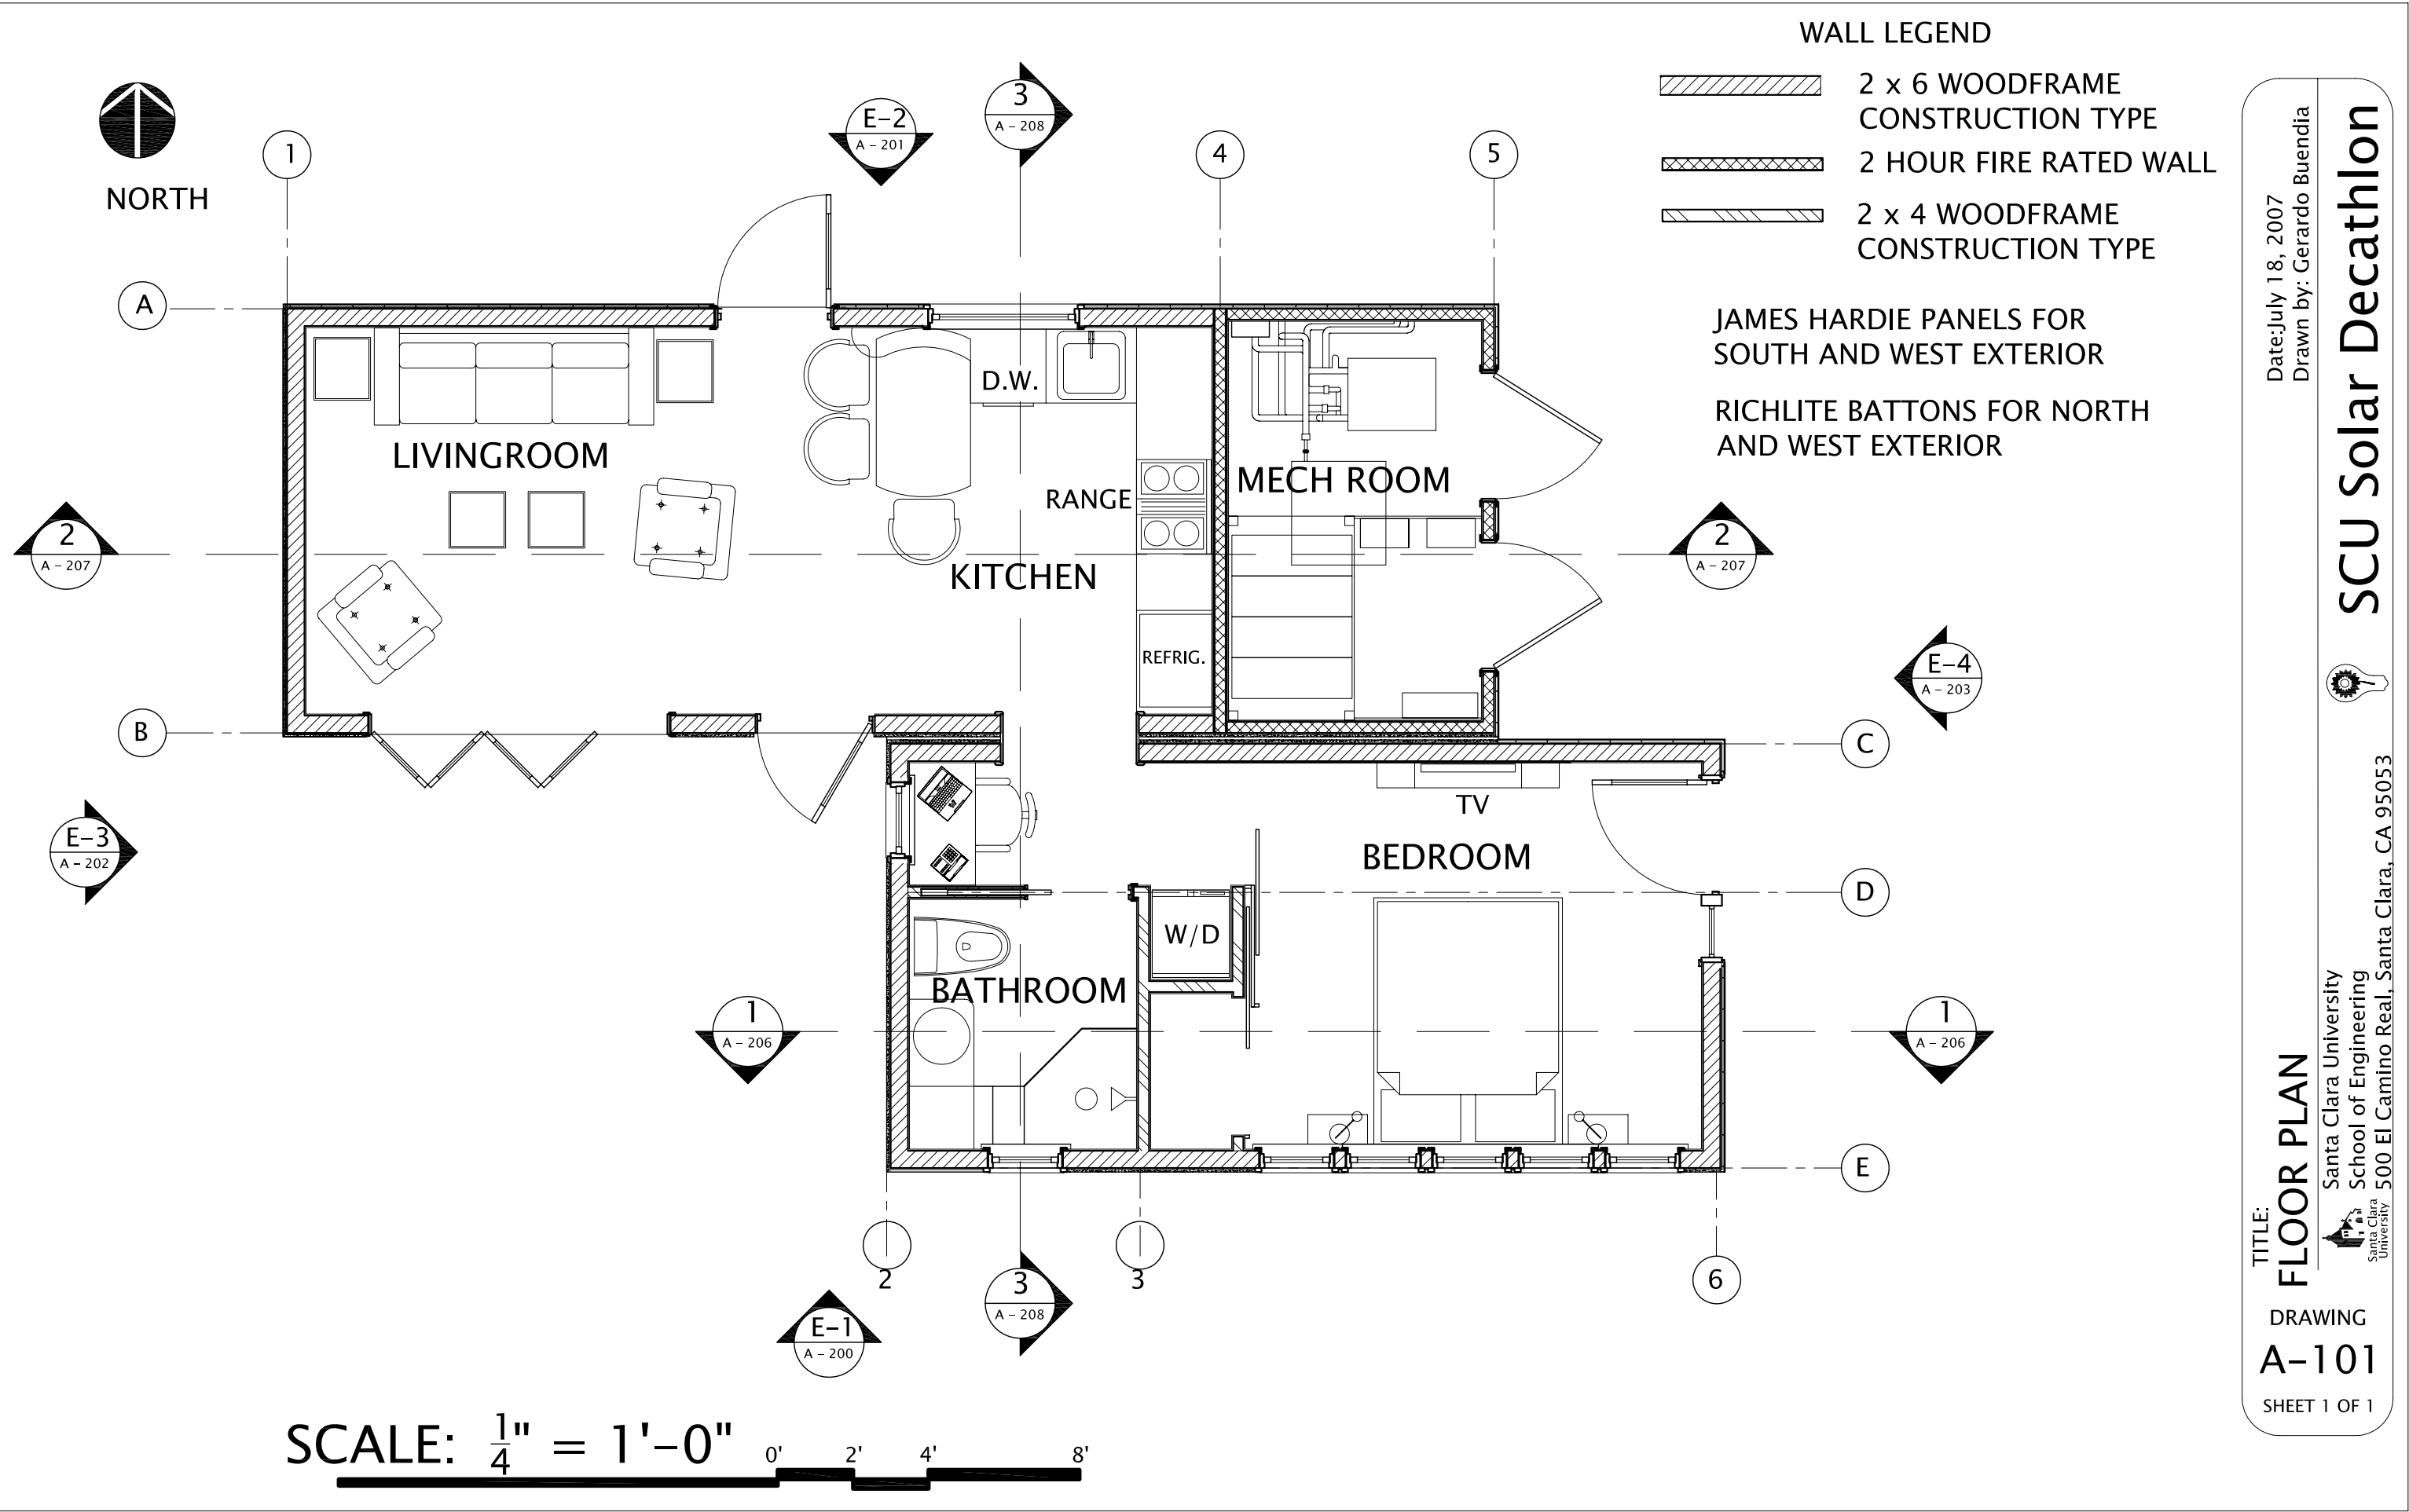 WALL LEGEND
2 x 6 WOODFRAME
CONSTRUCTION TYPE
2 HOUR FIRE RATED WALL
2 x 4 WOODFRAME
CONSTRUCTION TYPE
JAMES HARDIE PANELS FOR
SOUTH AND WEST EXTERIOR
RICHLITE BATTONS FOR NORTH
AND WEST EXTERIOR
NORTH
1
E-2
A - 201
3
A - 208
4
5
A
LIVINGROOM
D.W.
RANGE
MECH ROOM
2
A - 207
KITCHEN
2
A - 207
REFRIG.
E-4
A - 203
B
C
TV
E-3
A - 202
BEDROOM
D
W/D
BATHROOM
1
A - 206
1
A - 206
E
2
3
6
3
A - 208
E-1
A - 200
SCALE: 1/4" = 1'-0"
0' 2' 4' 8'
Date:July 18, 2007
Drawn by: Gerardo Buendia
SCU Solar Decathlon
TITLE:
FLOOR PLAN
Santa Clara University
School of Engineering
500 El Camino Real, Santa Clara, CA 95053
Santa Clara
University
DRAWING
A-101
SHEET 1 OF 1